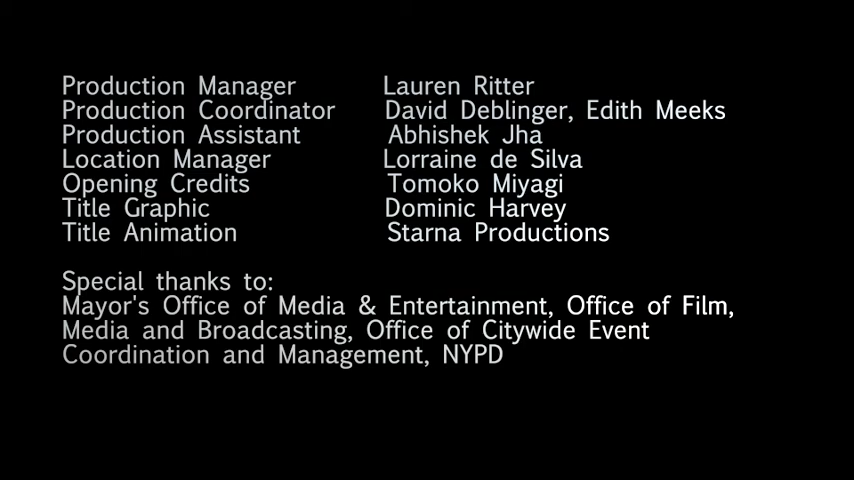 Production Manager Lauren Ritter
Production Coordinator David Deblinger, Edith Meeks
Production Assistant Abhishek Jha
Location Manager Lorraine de Silva
Opening Credits Tomoko Miyagi
Title Graphic Dominic Harvey
Title Animation Starna Productions
Special thanks to:
Mayor's Office of Media & Entertainment, Office of Film,
Media and Broadcasting, Office of Citywide Event
Coordination and Management, NYPD